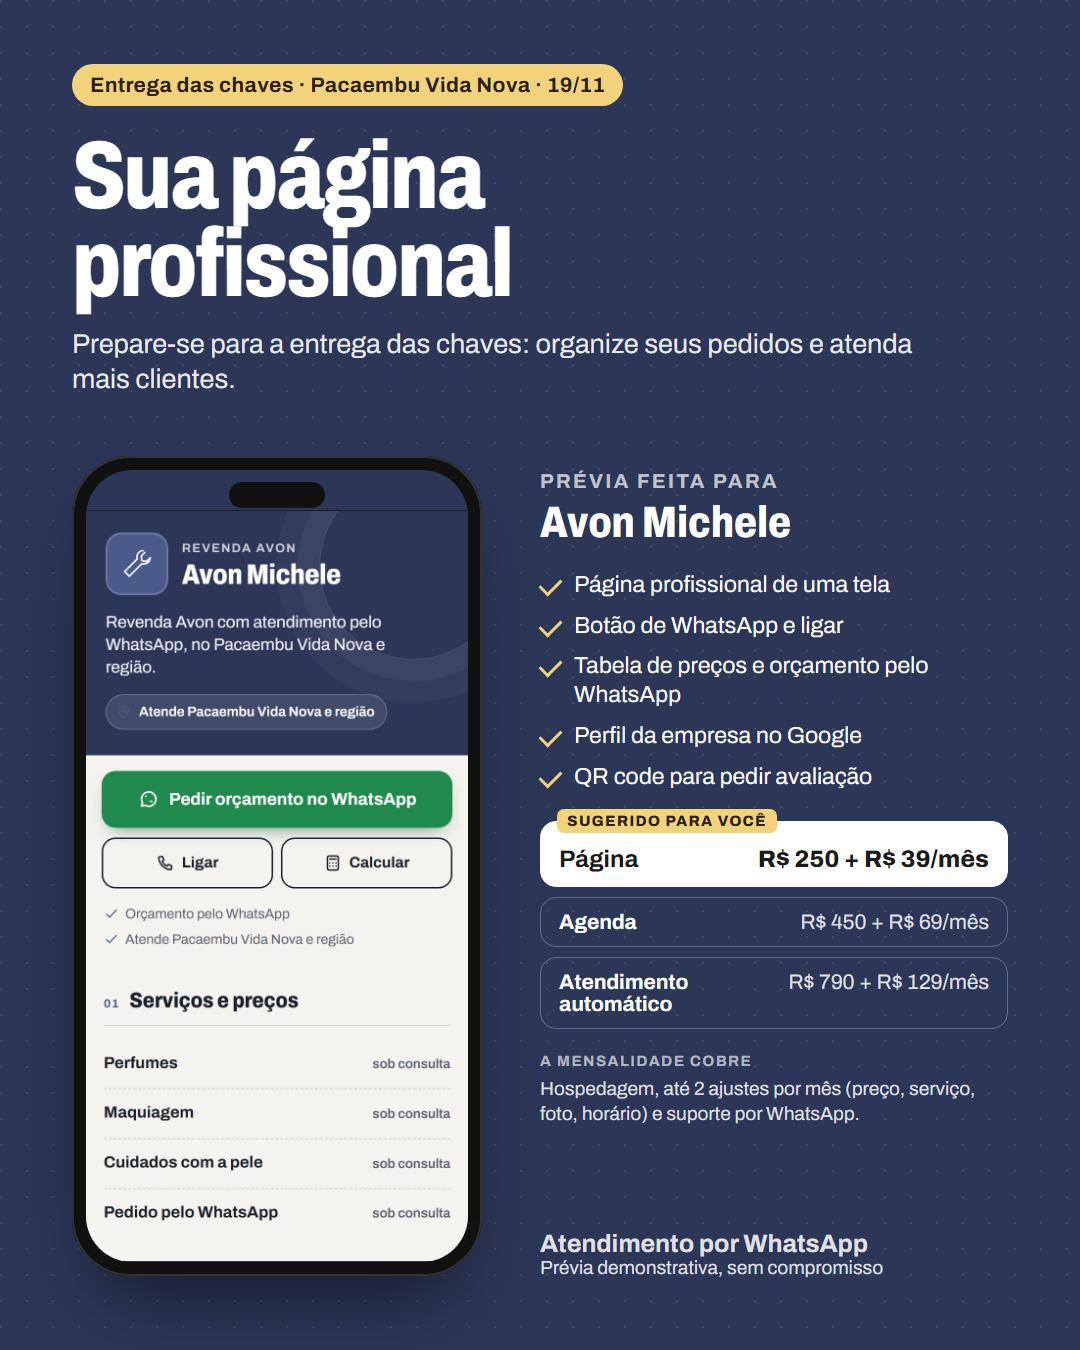 Entrega das chaves · Pacaembu Vida Nova · 19/11
Sua página
profissional
Prepare-se para a entrega das chaves: organize seus pedidos e atenda
mais clientes.
REVENDA AVON
Avon Michele
Revenda Avon com atendimento pelo
WhatsApp, no Pacaembu Vida Nova e
região.
Atende Pacaembu Vida Nova e região
Pedir orçamento no WhatsApp
Ligar
Calcular
Orçamento pelo WhatsApp
Atende Pacaembu Vida Nova e região
01 Serviços e preços
Perfumes sob consulta
Maquiagem sob consulta
Cuidados com a pele sob consulta
Pedido pelo WhatsApp sob consulta
PRÉVIA FEITA PARA
Avon Michele
Página profissional de uma tela
Botão de WhatsApp e ligar
Tabela de preços e orçamento pelo
WhatsApp
Perfil da empresa no Google
QR code para pedir avaliação
SUGERIDO PARA VOCÊ
Página R$ 250 + R$ 39/mês
Agenda R$ 450 + R$ 69/mês
Atendimento R$ 790 + R$ 129/mês
automático
A MENSALIDADE COBRE
Hospedagem, até 2 ajustes por mês (preço, serviço,
foto, horário) e suporte por WhatsApp.
Atendimento por WhatsApp
Prévia demonstrativa, sem compromisso